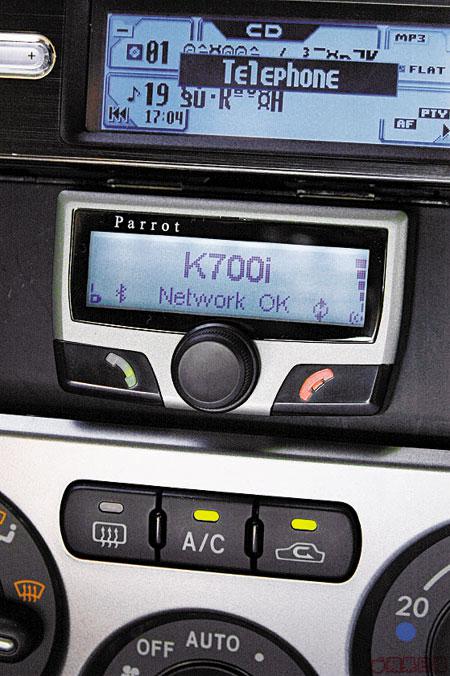 CD
01
MP3
Telephone
FLAT
19
17:04
PTY
AF
Parrot
K700i
Network OK
A/C
OFF
AUTO
20